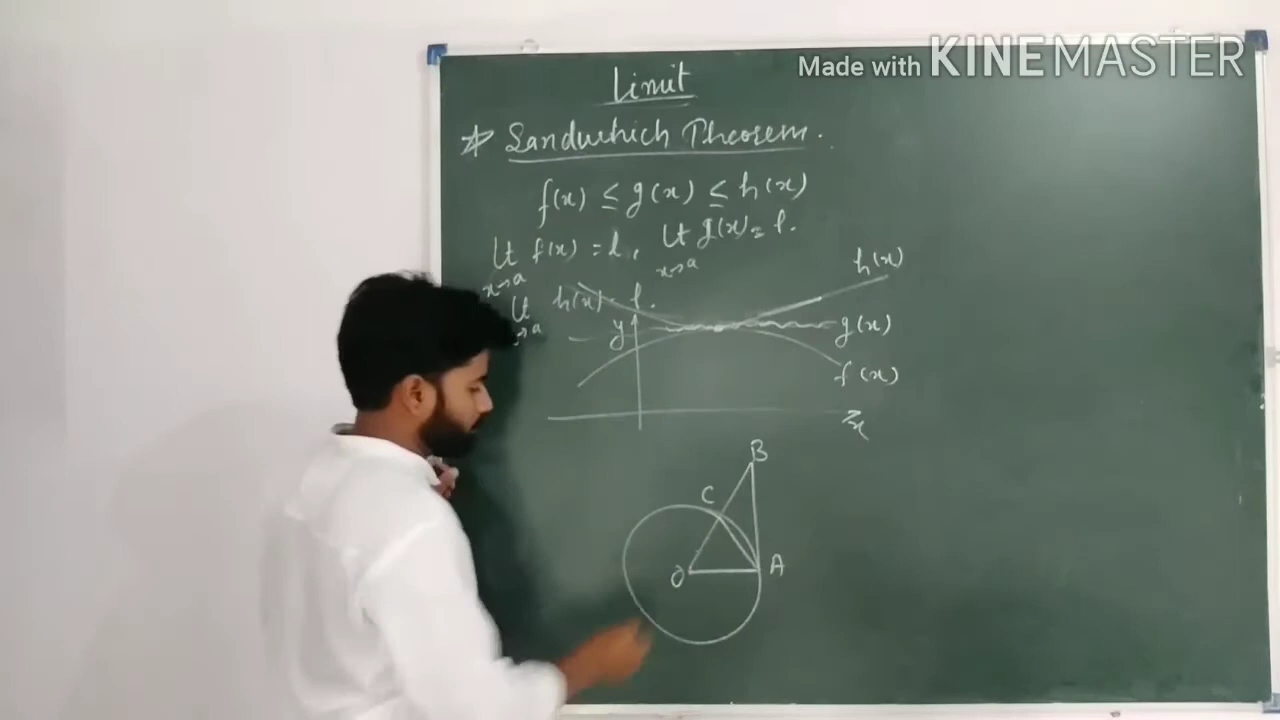 Made with KINEMASTER
Limit
* Sandwhich Theorem.
f(x) ≤ g(x) ≤ h(x)
lt f(x) = l, lt g(x) = l.
x→a x→a
lt h(x) = l.
x→a
h(x)
y
g(x)
f(x)
x
B
C
O
A